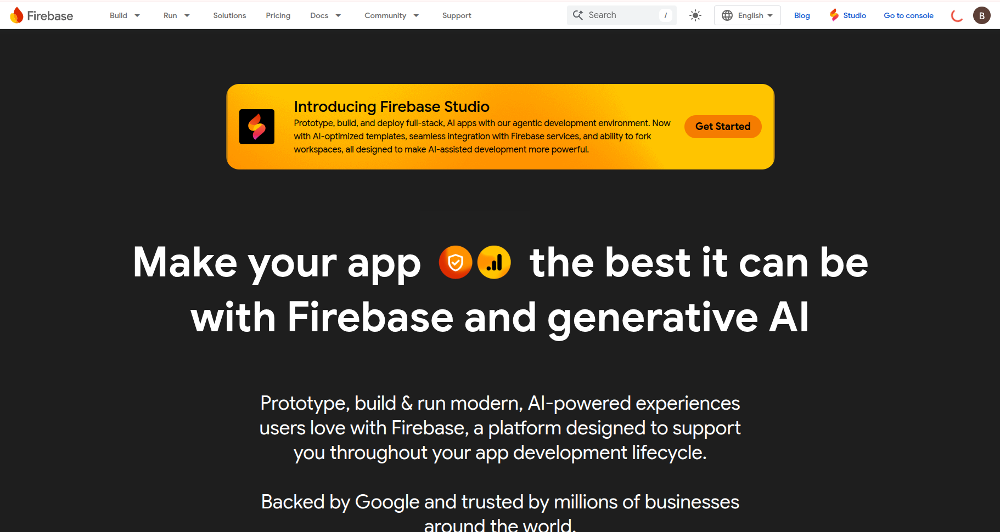 Firebase
Build
Run
Solutions
Pricing
Docs
Community
Support
Search
/
English
Blog
Studio
Go to console
B
Introducing Firebase Studio
Prototype, build, and deploy full-stack, AI apps with our agentic development environment. Now
with AI-optimized templates, seamless integration with Firebase services, and ability to fork
workspaces, all designed to make AI-assisted development more powerful.
Get Started
Make your app the best it can be
with Firebase and generative AI
Prototype, build & run modern, AI-powered experiences
users love with Firebase, a platform designed to support
you throughout your app development lifecycle.
Backed by Google and trusted by millions of businesses
around the world.